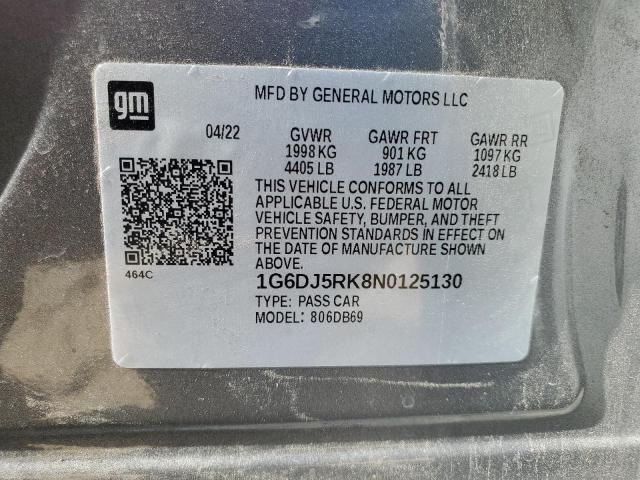 gm
MFD BY GENERAL MOTORS LLC
04/22 GVWR GAWR FRT GAWR RR
1998 KG 901 KG 1097 KG
4405 LB 1987 LB 2418 LB
THIS VEHICLE CONFORMS TO ALL
APPLICABLE U.S. FEDERAL MOTOR
VEHICLE SAFETY, BUMPER, AND THEFT
PREVENTION STANDARDS IN EFFECT ON
THE DATE OF MANUFACTURE SHOWN
ABOVE.
464C
1G6DJ5RK8N0125130
TYPE: PASS CAR
MODEL: 806DB69